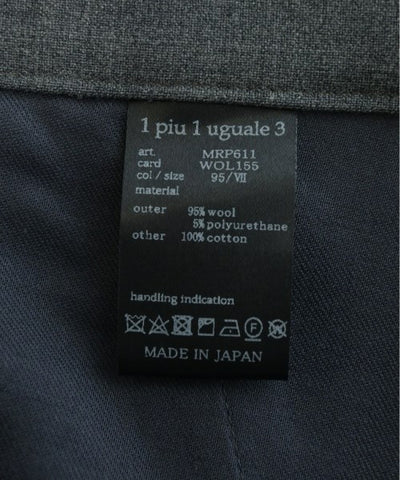 1 piu 1 uguale 3
art. MRP611
card WOL155
col / size 95/Ⅶ
material
outer 95% wool
5% polyurethane
other 100% cotton
handling indication
MADE IN JAPAN